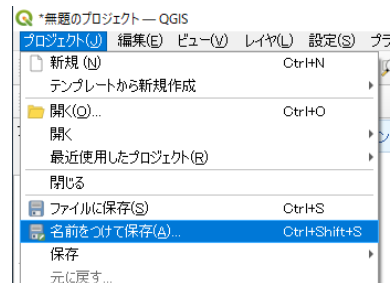 *無題のプロジェクト — QGIS
プロジェクト(J) 編集(E) ビュー(V) レイヤ(L) 設定(S) プラ
新規(N) Ctrl+N
テンプレートから新規作成
開く(O)... Ctrl+O
開く
最近使用したプロジェクト(R)
閉じる
ファイルに保存(S) Ctrl+S
名前をつけて保存(A)... Ctrl+Shift+S
保存
元に戻す...